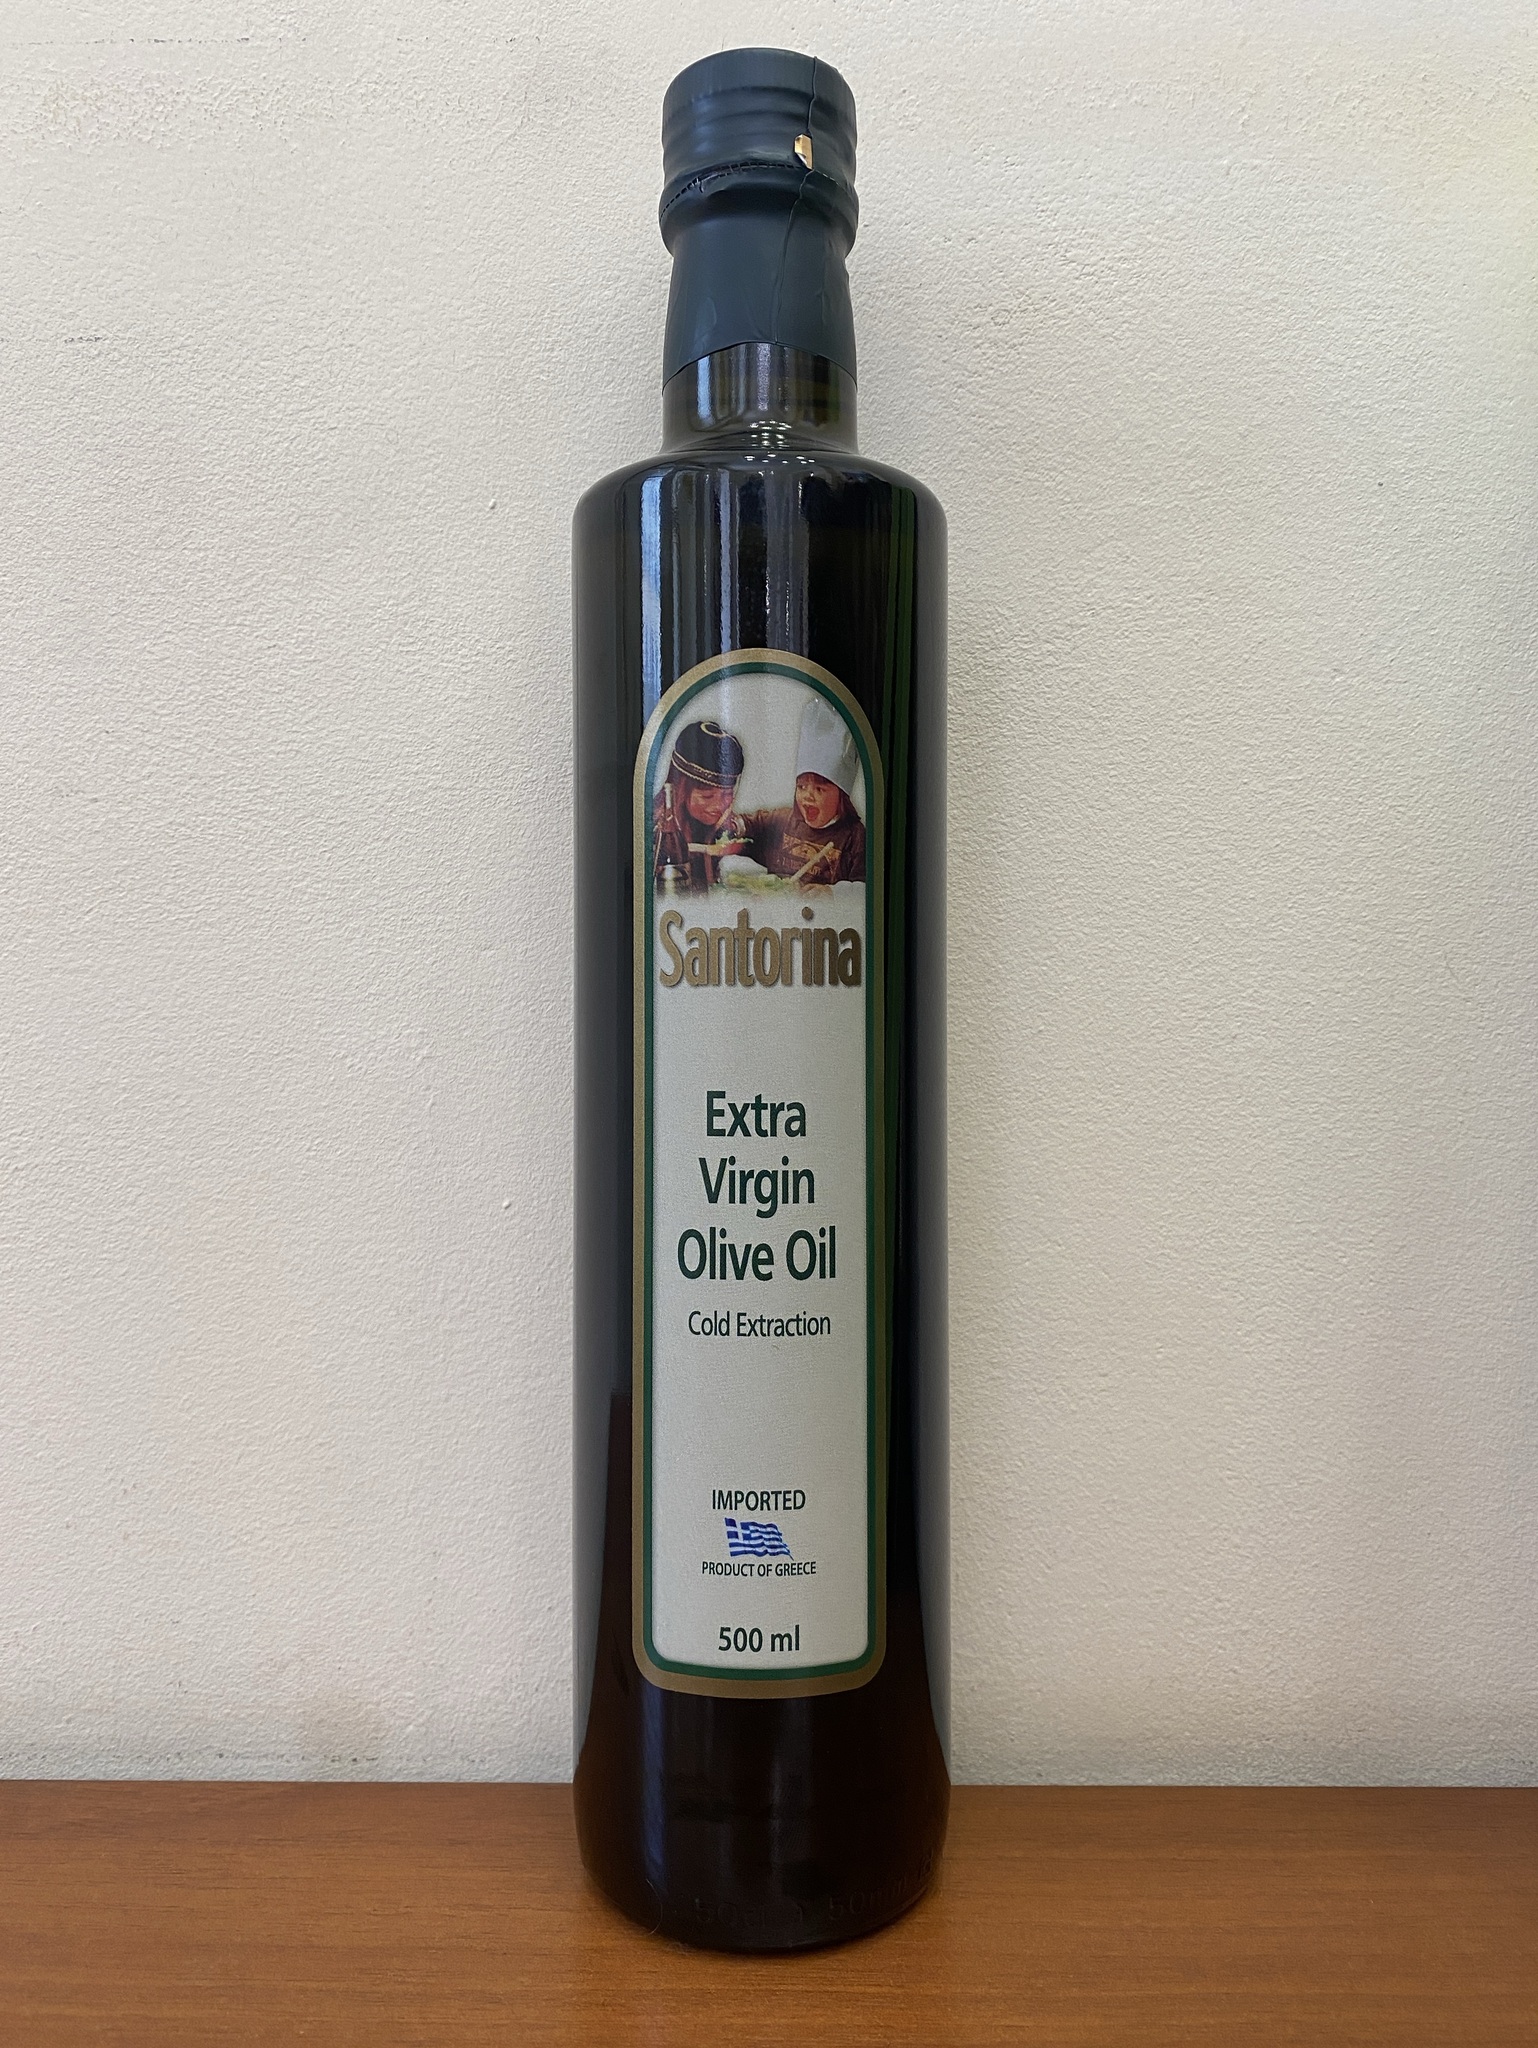 Santorina
Extra
Virgin
Olive Oil
Cold Extraction
IMPORTED
PRODUCT OF GREECE
500 ml